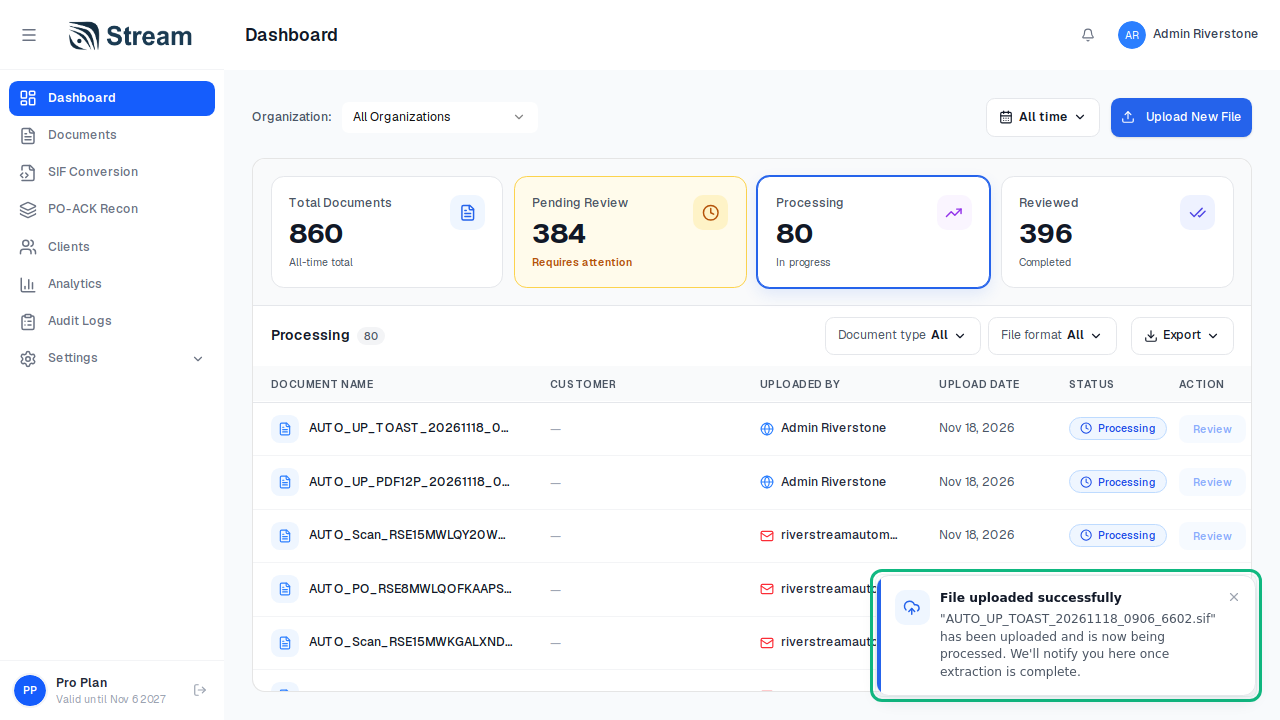 Stream
Dashboard
AR
Admin Riverstone
Dashboard
Documents
SIF Conversion
PO-ACK Recon
Clients
Analytics
Audit Logs
Settings
PP
Pro Plan
Valid until Nov 6 2027
Organization:
All Organizations
All time
Upload New File
Total Documents
860
All-time total
Pending Review
384
Requires attention
Processing
80
In progress
Reviewed
396
Completed
Processing
80
Document type All
File format All
Export
DOCUMENT NAME
CUSTOMER
UPLOADED BY
UPLOAD DATE
STATUS
ACTION
AUTO_UP_TOAST_20261118_0...
—
Admin Riverstone
Nov 18, 2026
Processing
Review
AUTO_UP_PDF12P_20261118_0...
—
Admin Riverstone
Nov 18, 2026
Processing
Review
AUTO_Scan_RSE15MWLQY20W...
—
riverstreamautom...
Nov 18, 2026
Processing
Review
AUTO_PO_RSE8MWLQOFKAAPS...
—
riverstreamauto
AUTO_Scan_RSE15MWKGALXND...
—
riverstreamauto
File uploaded successfully
"AUTO_UP_TOAST_20261118_0906_6602.sif"
has been uploaded and is now being
processed. We'll notify you here once
extraction is complete.